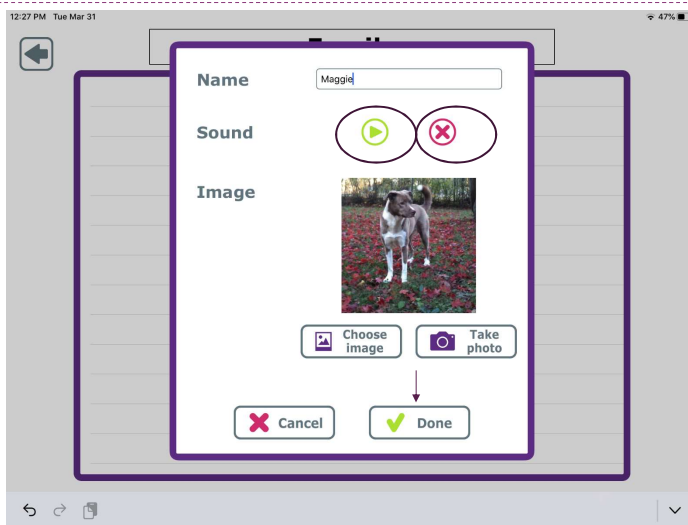 12:27 PM Tue Mar 31
47%
Name
Maggie
Sound
Image
Choose
image
Take
photo
Cancel
Done